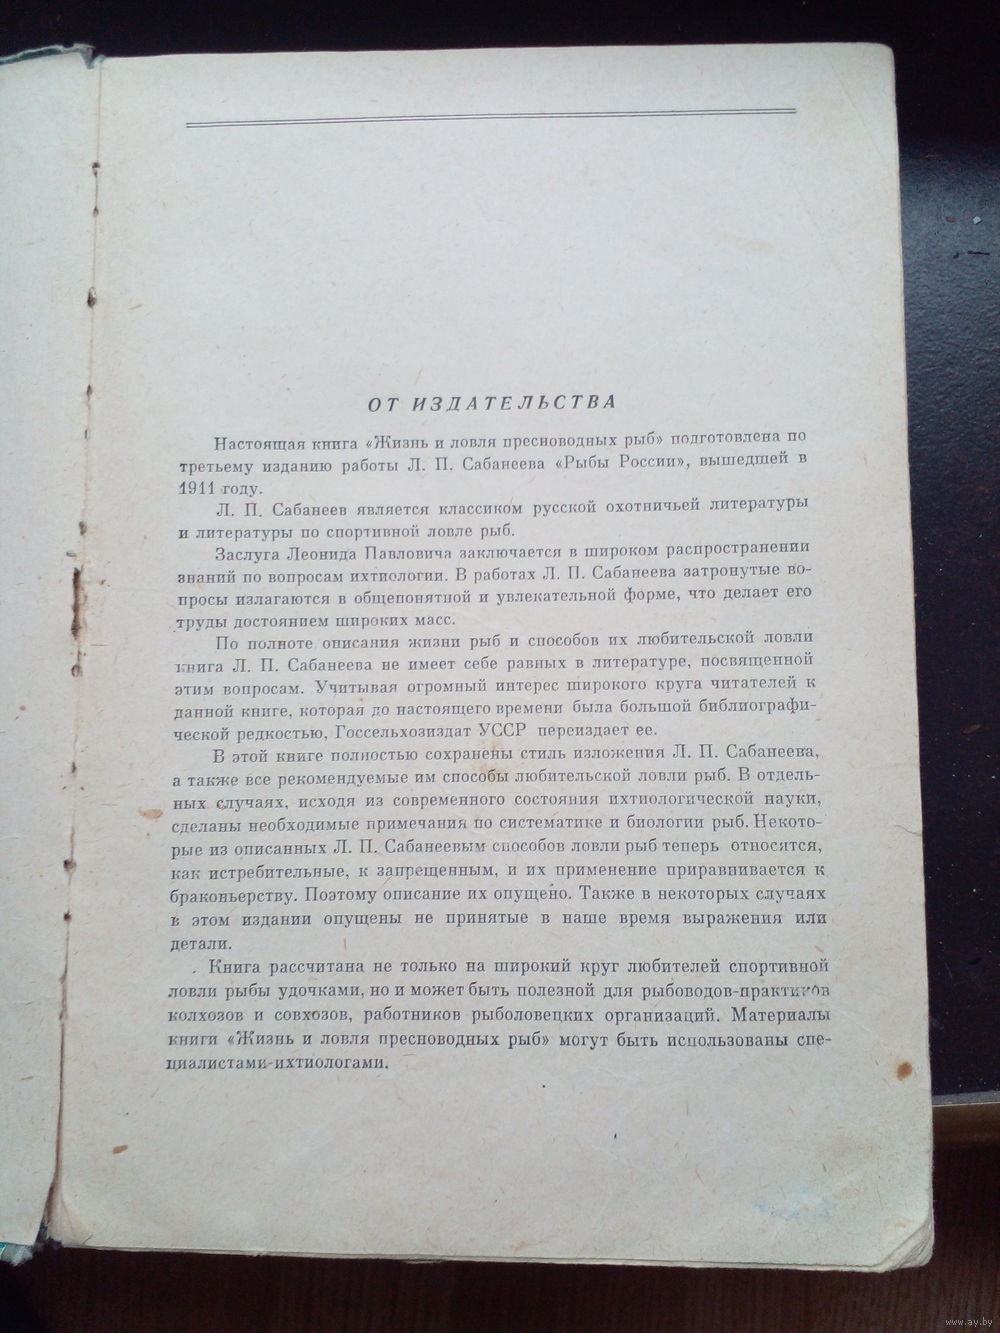 ОТ ИЗДАТЕЛЬСТВА
Настоящая книга «Жизнь и ловля пресноводных рыб» подготовлена по
третьему изданию работы Л. П. Сабанеева «Рыбы России», вышедшей в
1911 году.
Л. П. Сабанеев является классиком русской охотничьей литературы
и литературы по спортивной ловле рыб.
Заслуга Леонида Павловича заключается в широком распространении
знаний по вопросам ихтиологии. В работах Л. П. Сабанеева затронутые во-
просы излагаются в общепонятной и увлекательной форме, что делает его
труды достоянием широких масс.
По полноте описания жизни рыб и способов их любительской ловли
книга Л. П. Сабанеева не имеет себе равных в литературе, посвященной
этим вопросам. Учитывая огромный интерес широкого круга читателей к
данной книге, которая до настоящего времени была большой библиографи-
ческой редкостью, Госсельхозиздат УССР переиздает ее.
В этой книге полностью сохранены стиль изложения Л. П. Сабанеева,
а также все рекомендуемые им способы любительской ловли рыб. В отдель-
ных случаях, исходя из современного состояния ихтиологической науки,
сделаны необходимые примечания по систематике и биологии рыб. Некото-
рые из описанных Л. П. Сабанеевым способов ловли рыб теперь относятся,
как истребительные, к запрещенным, и их применение приравнивается к
браконьерству. Поэтому описание их опущено. Также в некоторых случаях
в этом издании опущены не принятые в наше время выражения или
детали.
Книга рассчитана не только на широкий круг любителей спортивной
ловли рыбы удочками, но и может быть полезной для рыбоводов-практиков
колхозов и совхозов, работников рыболовецких организаций. Материалы
книги «Жизнь и ловля пресноводных рыб» могут быть использованы спе-
циалистами-ихтиологами.
www.ay.by